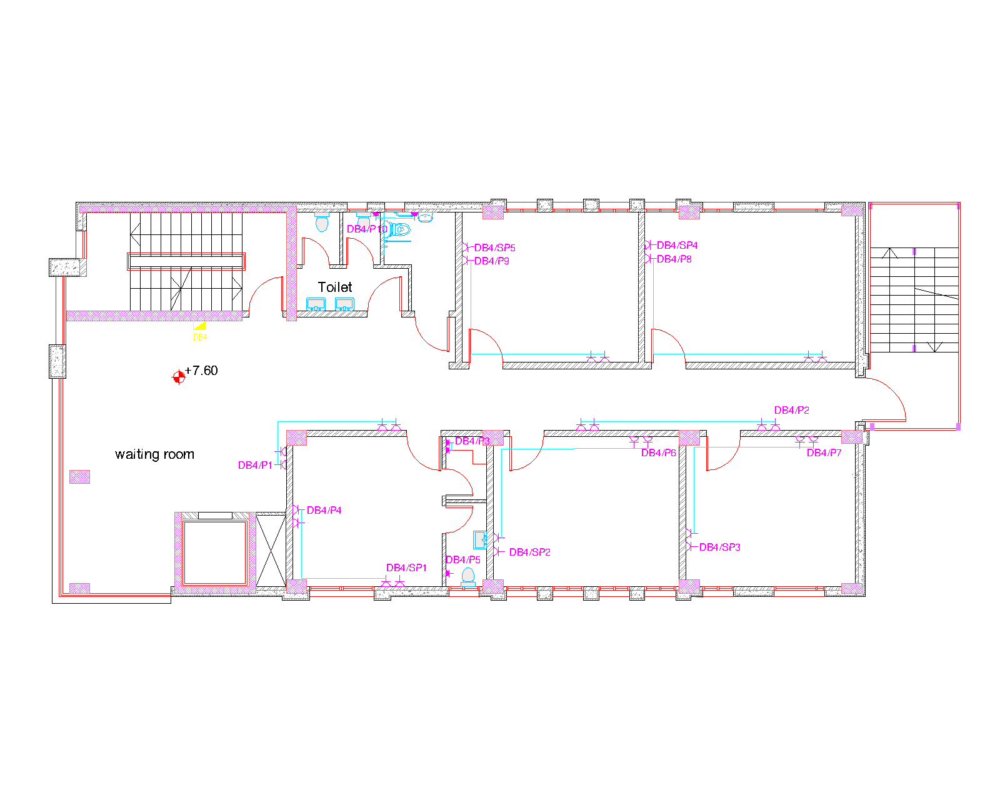 DB4/P10
DB4/SP5
DB4/P9
DB4/SP4
DB4/P8
Toilet
DB4
+7.60
DB4/P2
DB4/P3
waiting room
DB4/P1
DB4/P6
DB4/P7
DB4/P4
DB4/SP2
DB4/SP3
DB4/P5
DB4/SP1